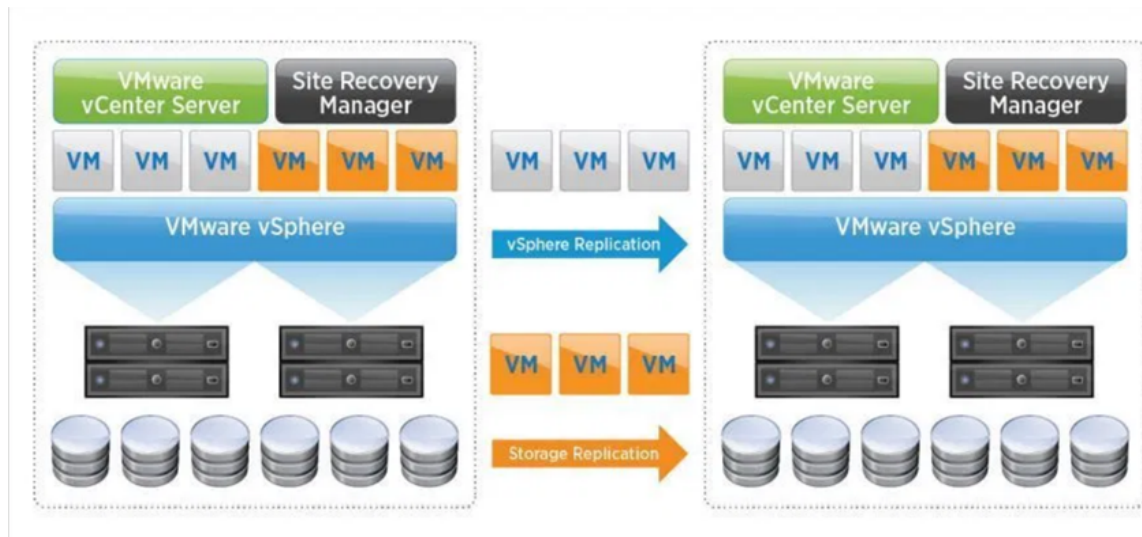 VMware
vCenter Server
Site Recovery
Manager
VM VM VM VM VM VM
VMware vSphere
VM VM VM
vSphere Replication
VM VM VM
Storage Replication
VMware
vCenter Server
Site Recovery
Manager
VM VM VM VM VM VM
VMware vSphere